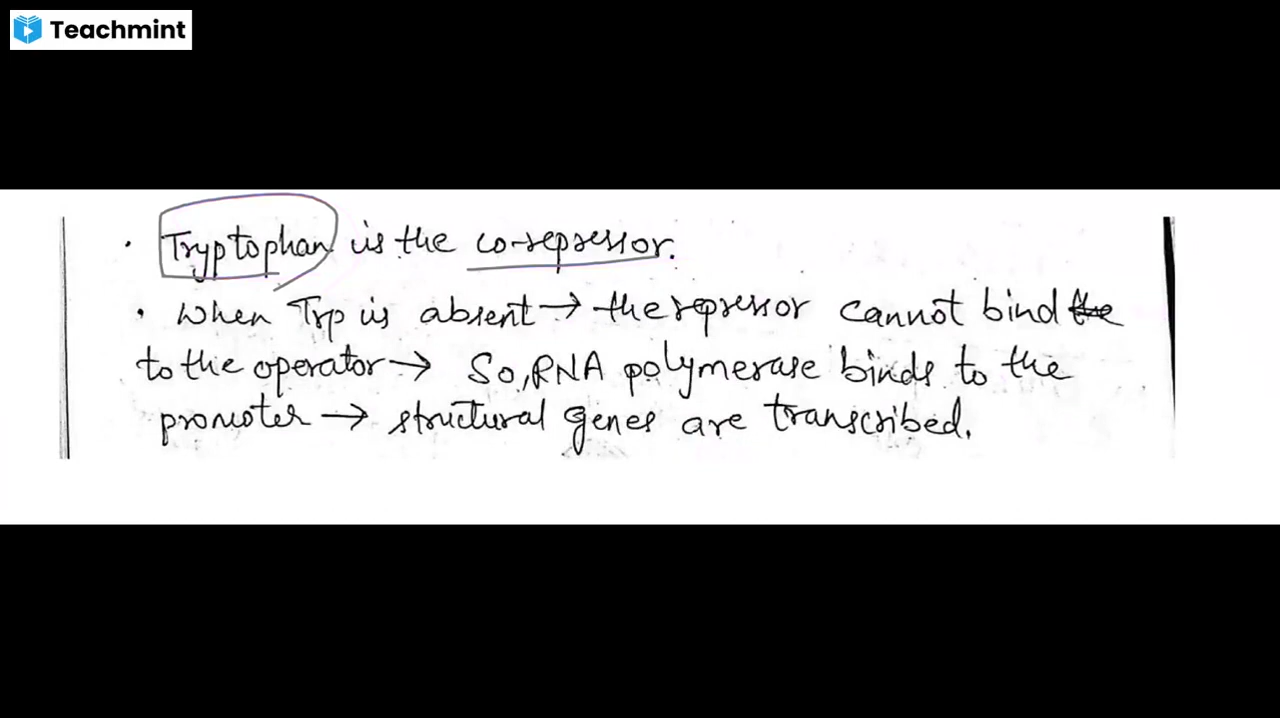 Teachmint
· Tryptophan is the co-repressor.
· When Trp is absent → the repressor cannot bind the
to the operator → So, RNA polymerase binds to the
promoter → structural genes are transcribed.